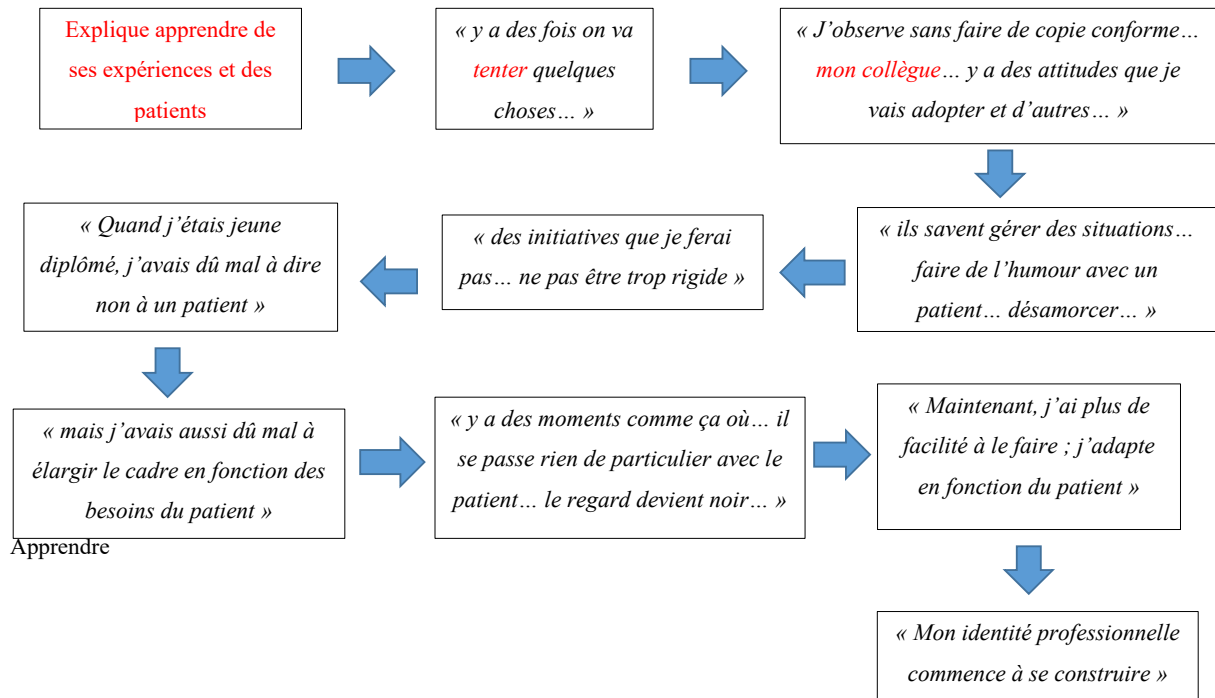 Explique apprendre de
ses expériences et des
patients
« y a des fois on va
tenter quelques
choses… »
« J’observe sans faire de copie conforme…
mon collègue… y a des attitudes que je
vais adopter et d’autres… »
« ils savent gérer des situations…
faire de l’humour avec un
patient… désamorcer… »
« des initiatives que je ferai
pas… ne pas être trop rigide »
« Quand j’étais jeune
diplômé, j’avais dû mal à dire
non à un patient »
« mais j’avais aussi dû mal à
élargir le cadre en fonction des
besoins du patient »
« y a des moments comme ça où… il
se passe rien de particulier avec le
patient… le regard devient noir… »
« Maintenant, j’ai plus de
facilité à le faire ; j’adapte
en fonction du patient »
Apprendre
« Mon identité professionnelle
commence à se construire »